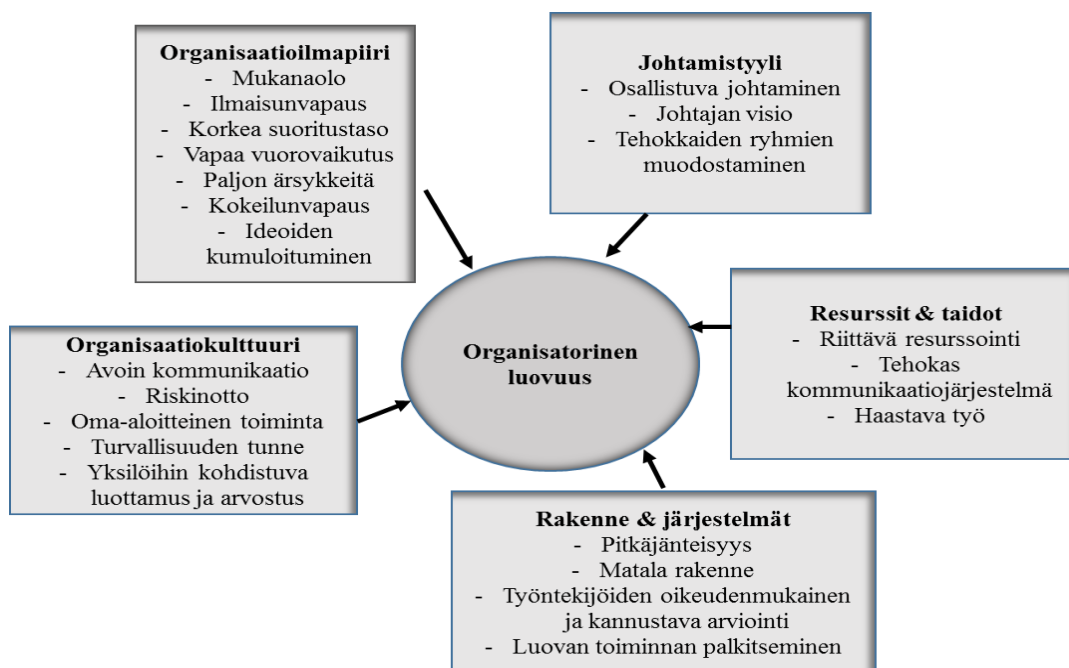 Organisaatioilmapiiri
- Mukanaolo
- Ilmaisunvapaus
- Korkea suoritustaso
- Vapaa vuorovaikutus
- Paljon ärsykkeitä
- Kokeilunvapaus
- Ideoiden
kumuloituminen
Johtamistyyli
- Osallistuva johtaminen
- Johtajan visio
- Tehokkaiden ryhmien
muodostaminen
Organisaatiokulttuuri
- Avoin kommunikaatio
- Riskinotto
- Oma-aloitteinen toiminta
- Turvallisuuden tunne
- Yksilöihin kohdistuva
luottamus ja arvostus
Organisatorinen
luovuus
Resurssit & taidot
- Riittävä resurssointi
- Tehokas
kommunikaatiojärjestelmä
- Haastava työ
Rakenne & järjestelmät
- Pitkäjänteisyys
- Matala rakenne
- Työntekijöiden oikeudenmukainen
ja kannustava arviointi
- Luovan toiminnan palkitseminen